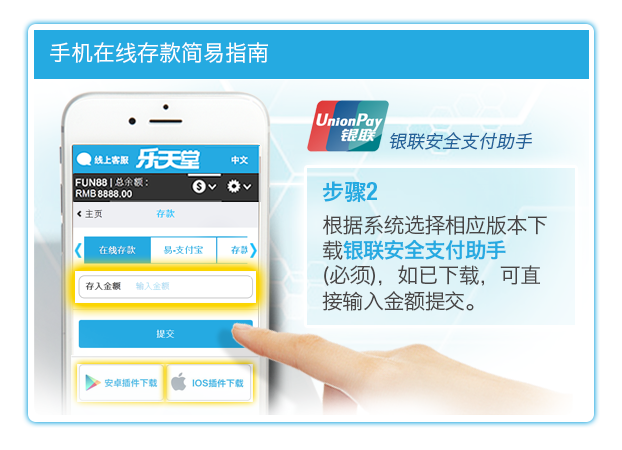 手机在线存款简易指南
UnionPay
银联
银联安全支付助手
线上客服 乐天堂 中文
FUN88 | 总余额:
RMB 8888.00
主页 存款
在线存款 易-支付宝 存款
存入金额 输入金额
提交
安卓插件下载 IOS插件下载
步骤2
根据系统选择相应版本下
载银联安全支付助手
(必须)，如已下载，可直
接输入金额提交。